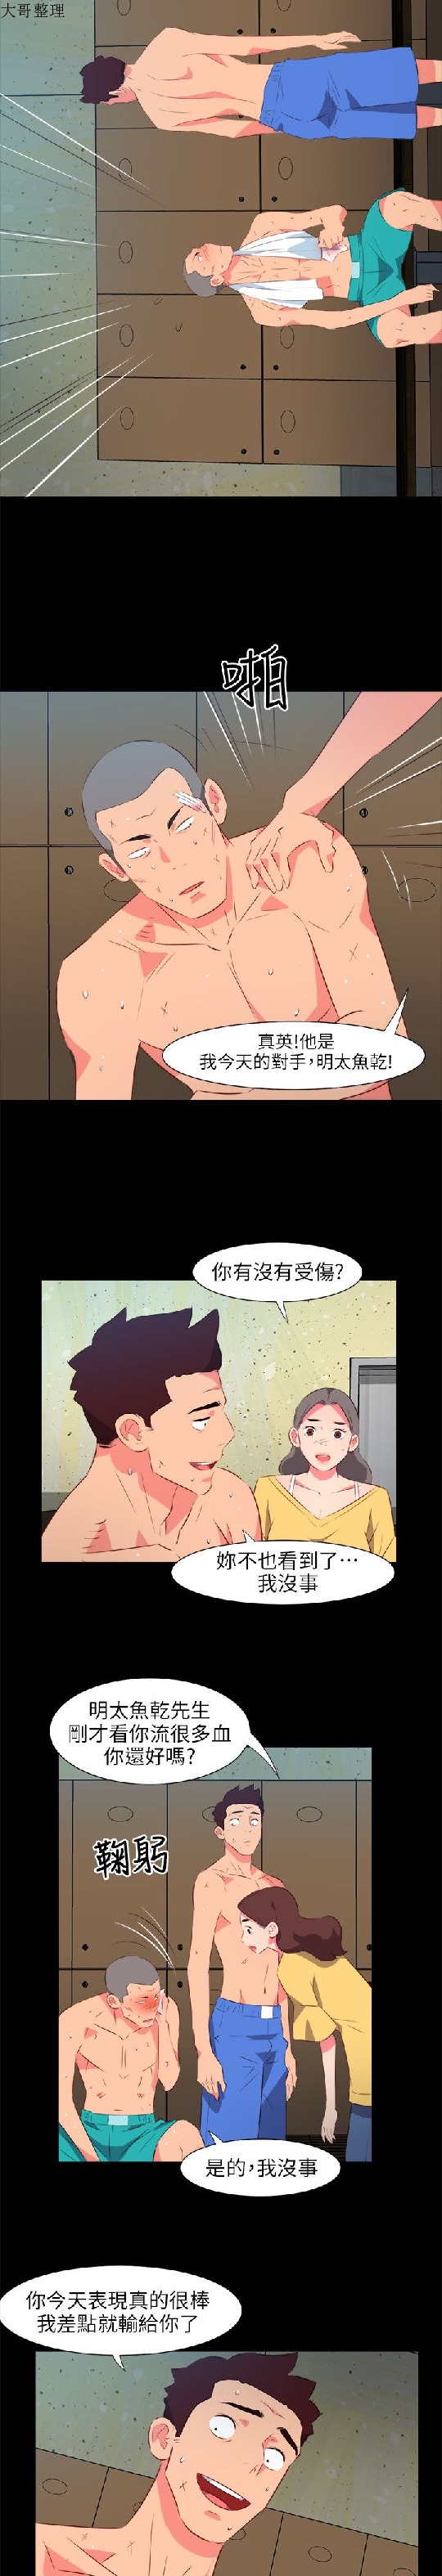 大哥整理
啪
真英!他是
我今天的對手,明太魚乾!
你有沒有受傷?
妳不也看到了…
我沒事
明太魚乾先生
剛才看你流很多血
你還好嗎?
鞠躬
是的,我沒事
你今天表現真的很棒
我差點就輸給你了